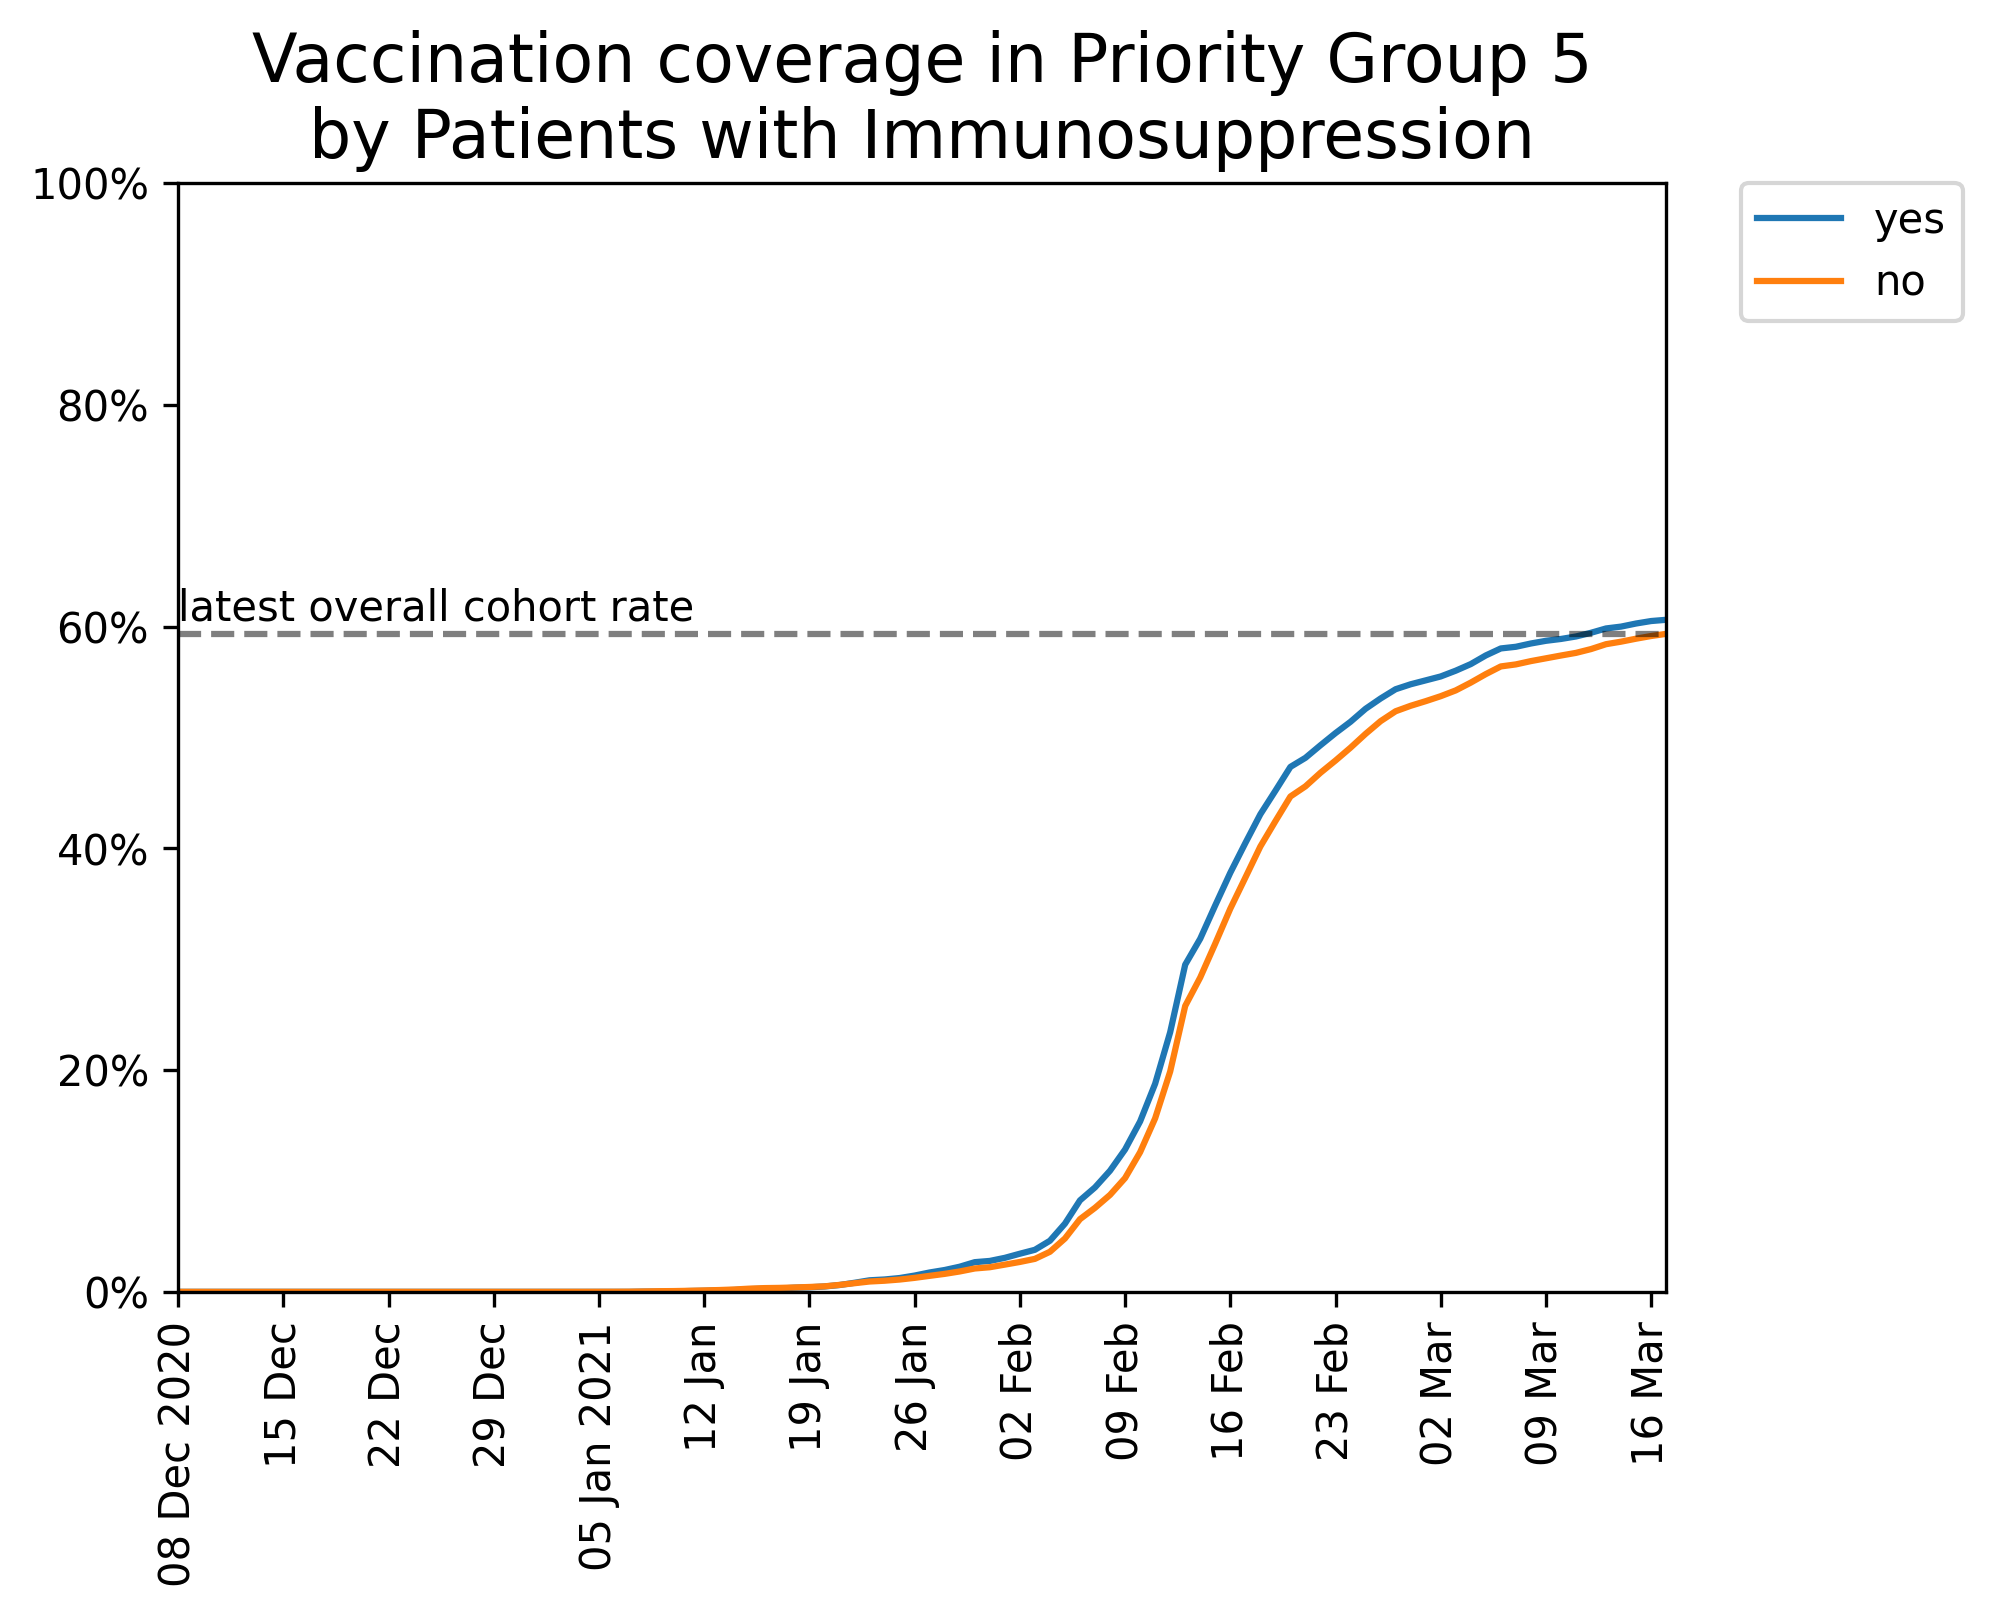 Vaccination coverage in Priority Group 5
by Patients with Immunosuppression
100%
80%
60%
40%
20%
0%
latest overall cohort rate
yes
no
08 Dec 2020
15 Dec
22 Dec
29 Dec
05 Jan 2021
12 Jan
19 Jan
26 Jan
02 Feb
09 Feb
16 Feb
23 Feb
02 Mar
09 Mar
16 Mar